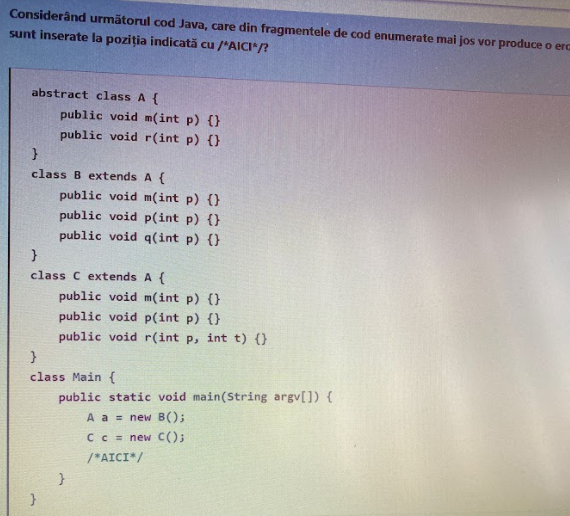 Considerând următorul cod Java, care din fragmentele de cod enumerate mai jos vor produce o
sunt inserate la poziția indicată cu /*AICI*/?
abstract class A {
    public void m(int p) {}
    public void r(int p) {}
}
class B extends A {
    public void m(int p) {}
    public void p(int p) {}
    public void q(int p) {}
}
class C extends A {
    public void m(int p) {}
    public void p(int p) {}
    public void r(int p, int t) {}
}
class Main {
    public static void main(String argv[]) {
        A a = new B();
        C c = new C();
        /*AICI*/
    }
}